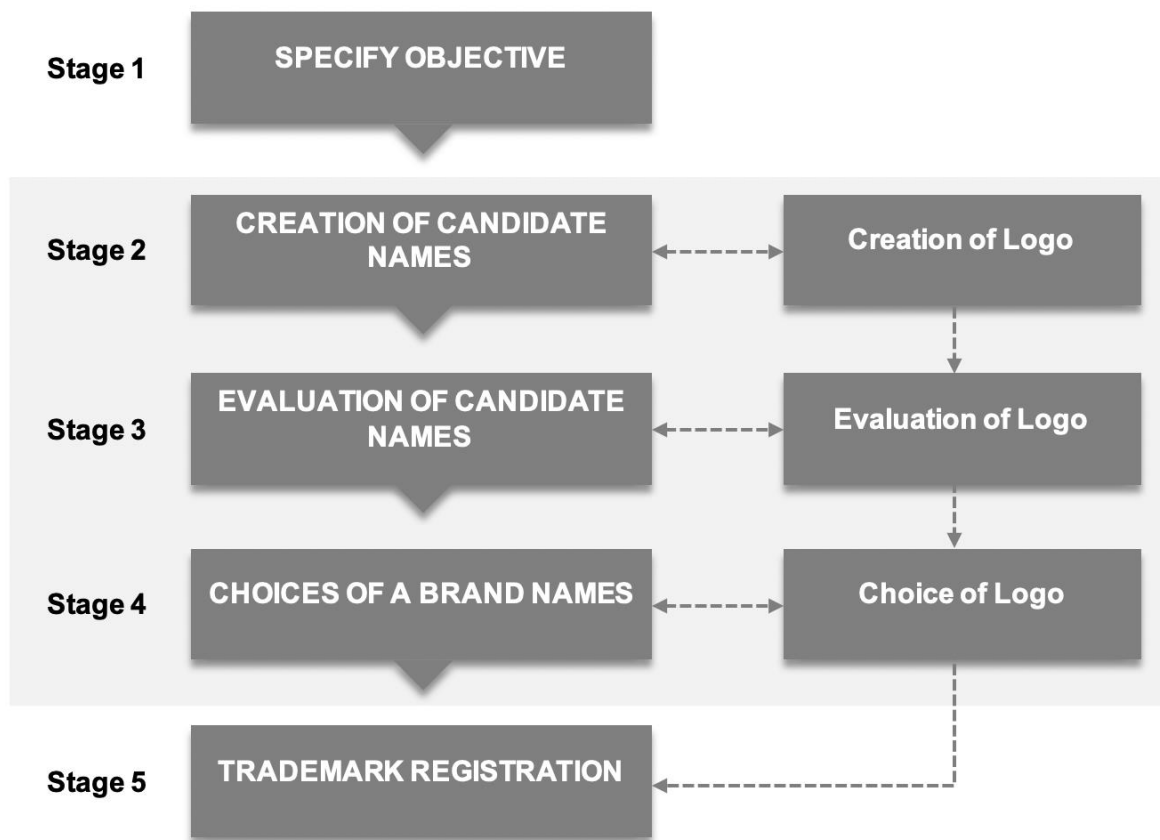 Stage 1
SPECIFY OBJECTIVE
Stage 2
CREATION OF CANDIDATE
NAMES
Creation of Logo
Stage 3
EVALUATION OF CANDIDATE
NAMES
Evaluation of Logo
Stage 4
CHOICES OF A BRAND NAMES
Choice of Logo
Stage 5
TRADEMARK REGISTRATION